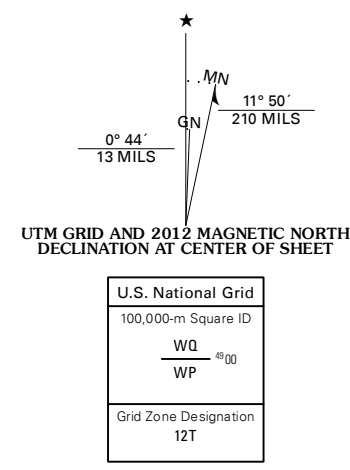 ★
MN
11° 50´
210 MILS
GN
0° 44´
13 MILS
UTM GRID AND 2012 MAGNETIC NORTH
DECLINATION AT CENTER OF SHEET
U.S. National Grid
100,000-m Square ID
WQ
4900
WP
Grid Zone Designation
12T